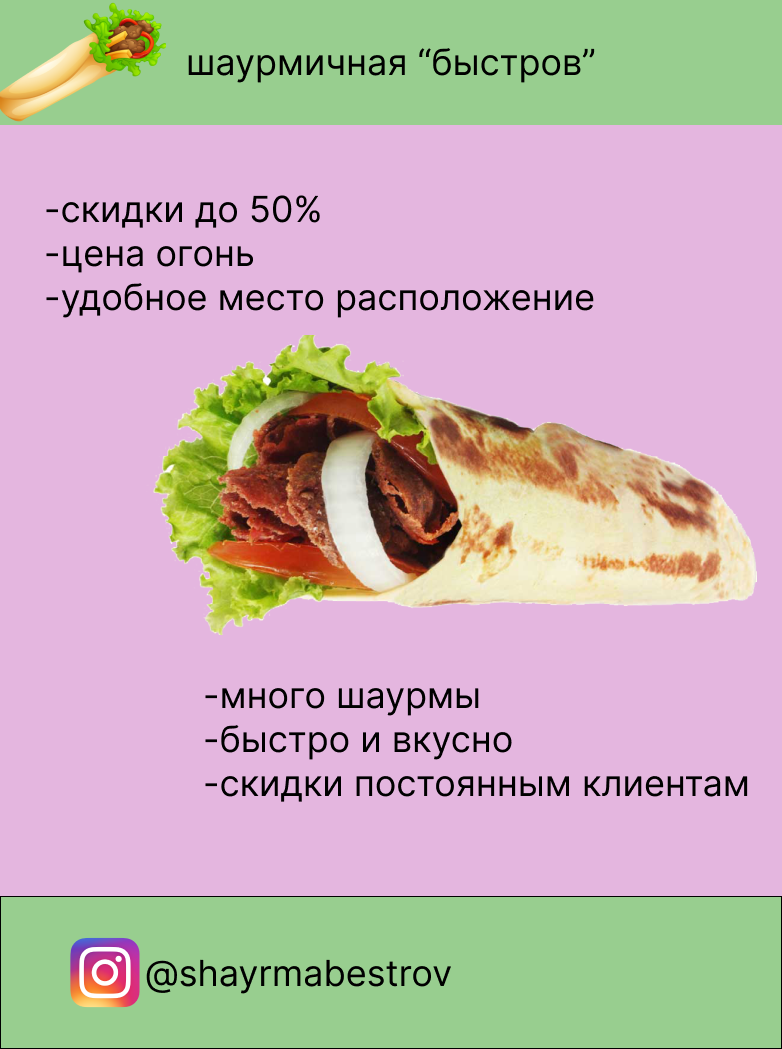 шаурмичная “быстров”
-скидки до 50%
-цена огонь
-удобное место расположение
-много шаурмы
-быстро и вкусно
-скидки постоянным клиентам
@shayrmabestrov